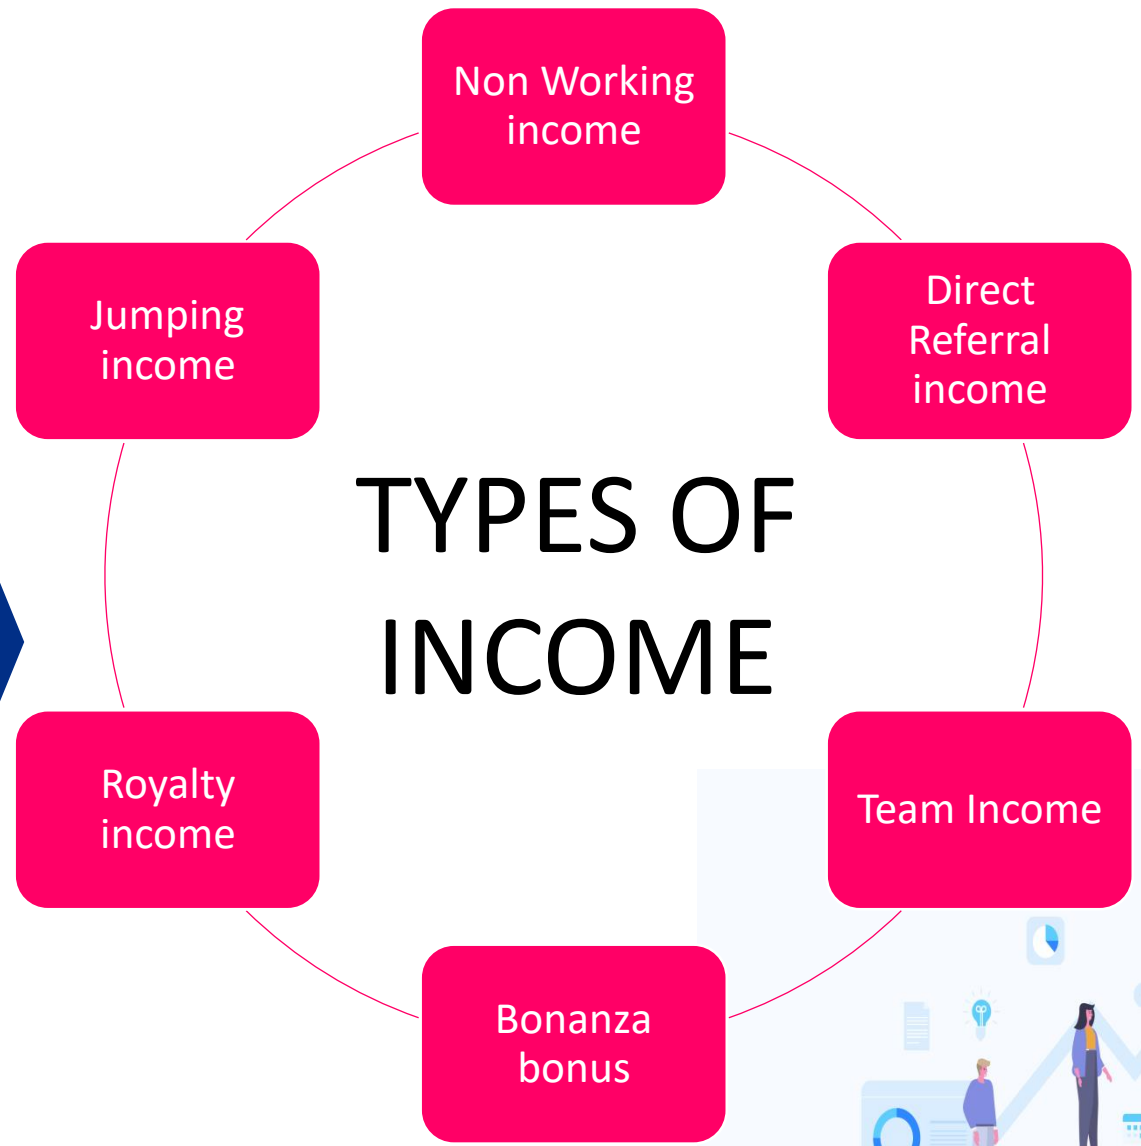 Non Working
income
Direct
Referral
income
Team Income
Bonanza
bonus
Royalty
income
Jumping
income
TYPES OF
INCOME